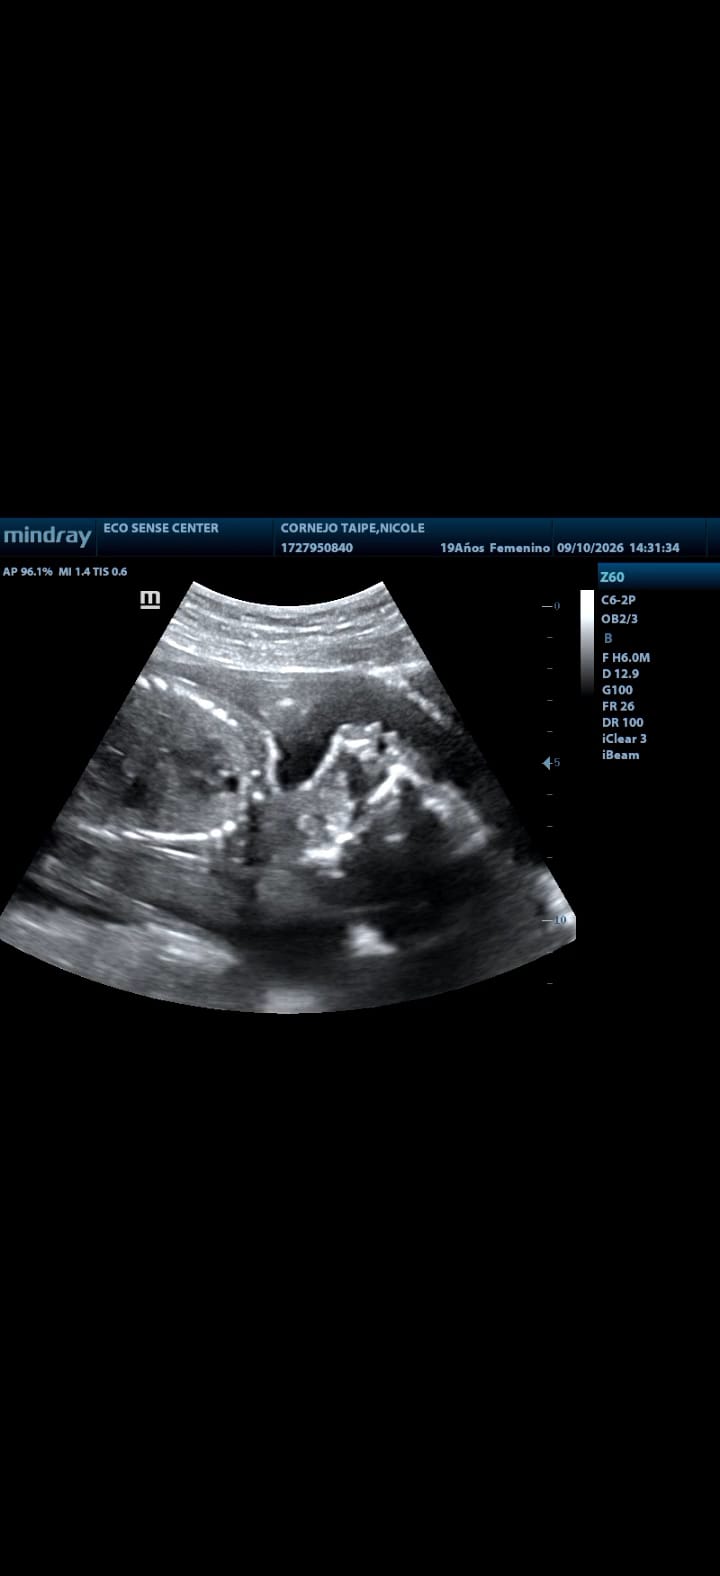 mindray
ECO SENSE CENTER
CORNEJO TAIPE,NICOLE
1727950840
19Años Femenino
09/10/2026 14:31:34
AP 96.1% MI 1.4 TIS 0.6
m
Z60
C6-2P
OB2/3
B
F H6.0M
D 12.9
G100
FR 26
DR 100
iClear 3
iBeam
0
5
10